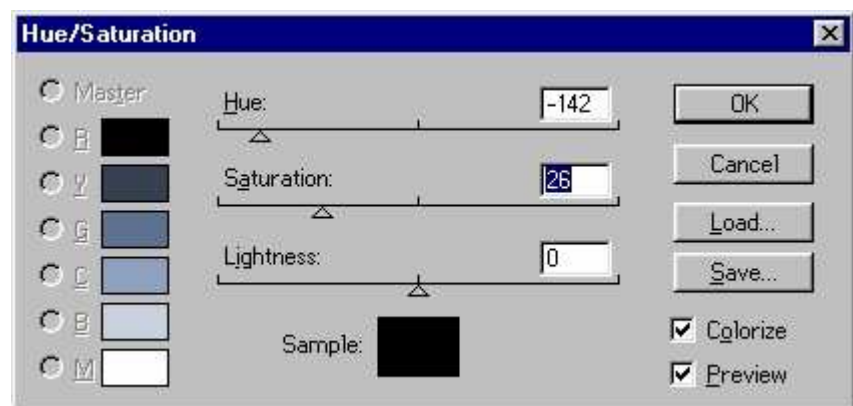 Hue/Saturation
Master
R
Y
G
C
B
M
Hue:
-142
Saturation:
26
Lightness:
0
Sample:
OK
Cancel
Load...
Save...
Colorize
Preview